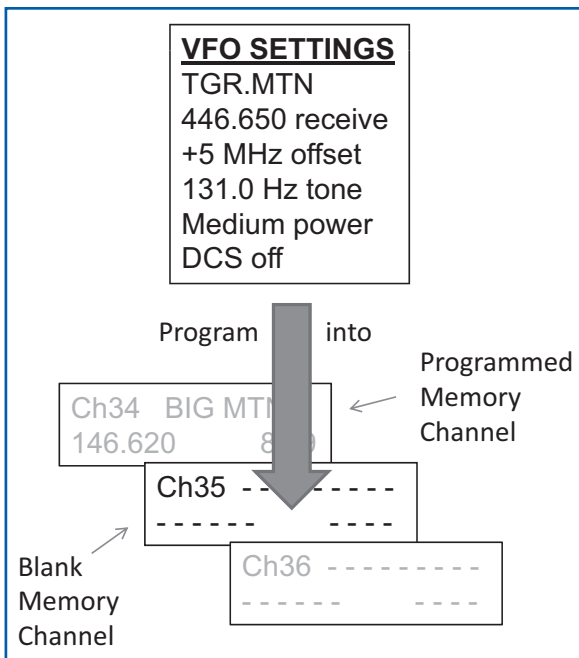 VFO SETTINGS
TGR.MTN
446.650 receive
+5 MHz offset
131.0 Hz tone
Medium power
DCS off
Program into
Programmed
Memory
Channel
Ch34 BIG MTN
146.620
Ch35 - - - - - - - - -
- - - - - - - - - -
Blank
Memory
Channel
Ch36 - - - - - - - - -
- - - - - - - - - -